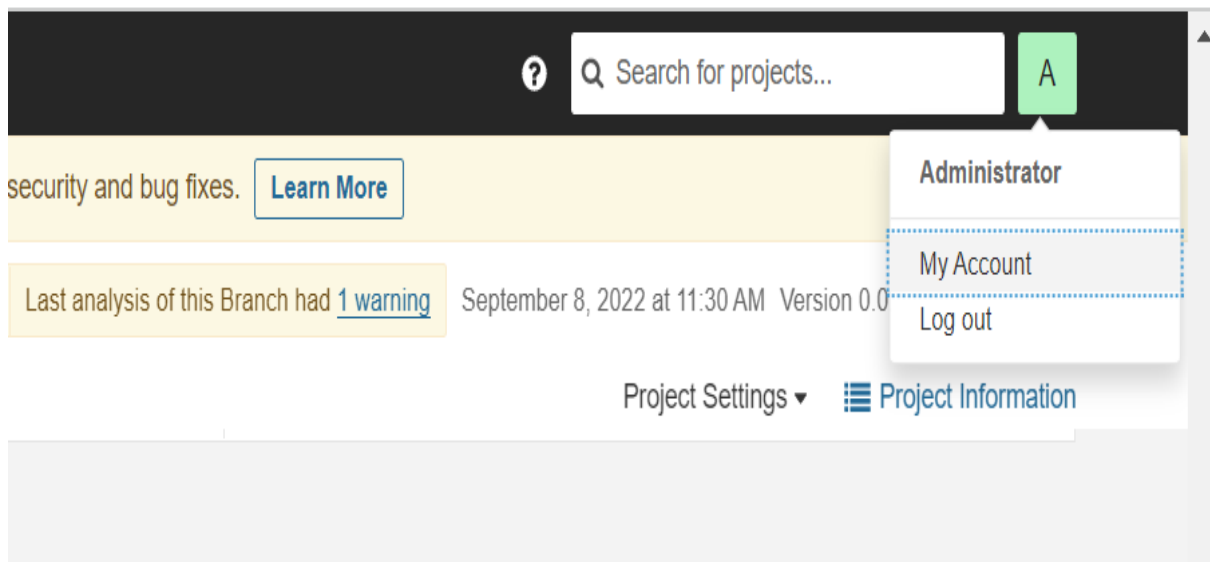 ? Search for projects... A
Administrator
security and bug fixes. Learn More
My Account
Last analysis of this Branch had 1 warning September 8, 2022 at 11:30 AM Version 0.0
Log out
Project Settings Project Information